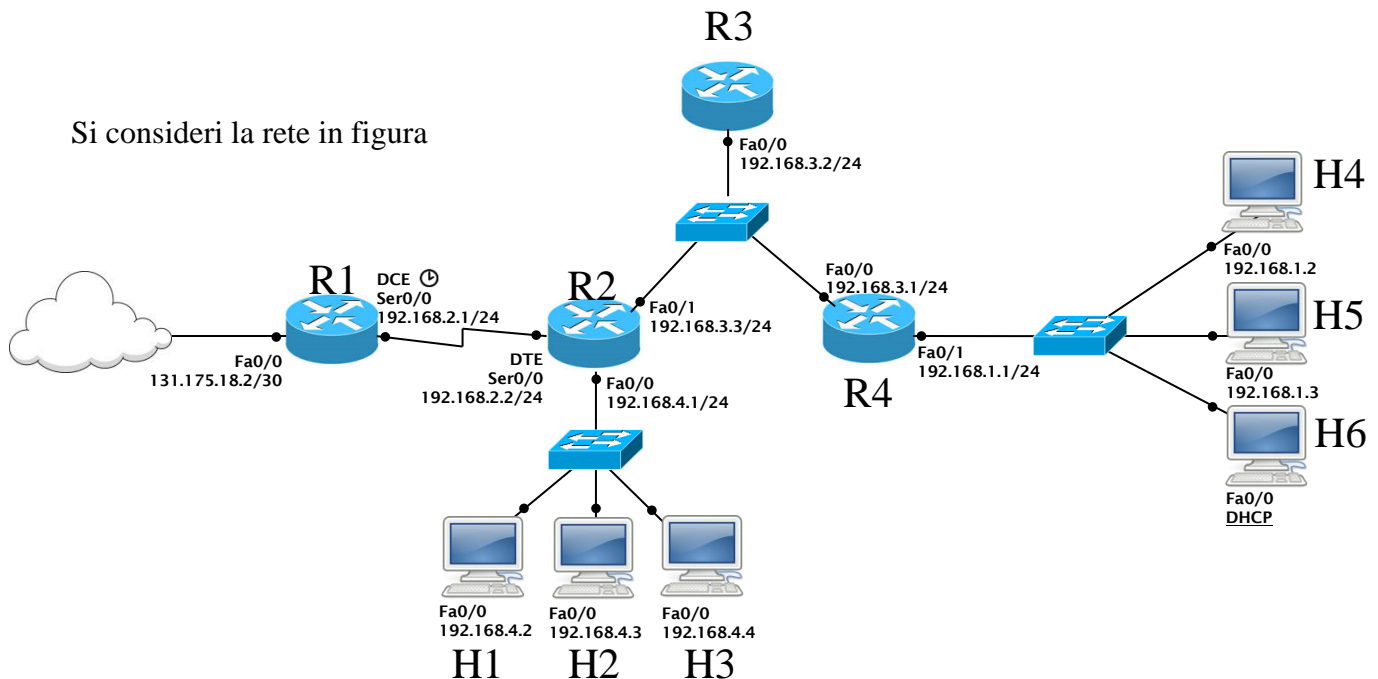 R3
Si consideri la rete in figura
Fa0/0
192.168.3.2/24
H4
Fa0/0
192.168.1.2
R1
DCE
Ser0/0
192.168.2.1/24
R2
Fa0/1
192.168.3.3/24
Fa0/0
192.168.3.1/24
H5
Fa0/0
192.168.1.3
Fa0/0
131.175.18.2/30
DTE
Ser0/0
192.168.2.2/24
Fa0/0
192.168.4.1/24
R4
Fa0/1
192.168.1.1/24
H6
Fa0/0
DHCP
Fa0/0
192.168.4.2
H1
Fa0/0
192.168.4.3
H2
Fa0/0
192.168.4.4
H3